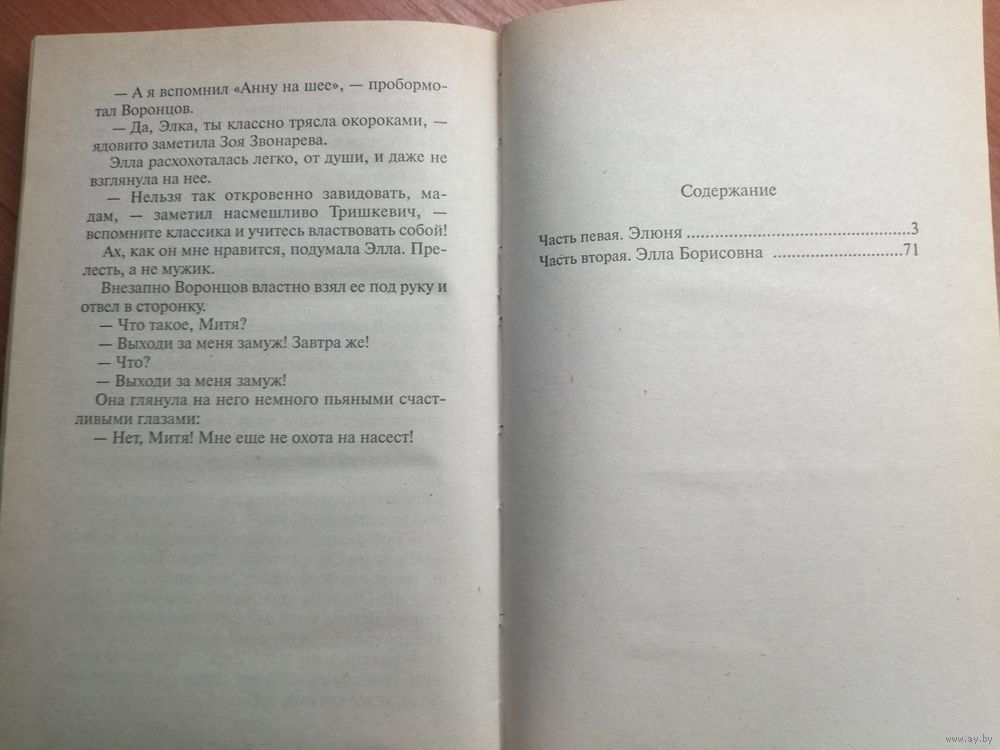 — А я вспомнил «Анну на шее», — пробормо-
тал Воронцов.
— Да, Элка, ты классно трясла окороками, —
ядовито заметила Зоя Звонарева.
Элла расхохоталась легко, от души, и даже не
взглянула на нее.
— Нельзя так откровенно завидовать, ма-
дам, — заметил насмешливо Тришкевич, —
вспомните классика и учитесь властвовать собой!
Ах, как он мне нравится, подумала Элла. Пре-
лесть, а не мужик.
Внезапно Воронцов властно взял ее под руку и
отвел в сторонку.
— Что такое, Митя?
— Выходи за меня замуж! Завтра же!
— Что?
— Выходи за меня замуж!
Она глянула на него немного пьяными счаст-
ливыми глазами:
— Нет, Митя! Мне еще не охота на насест!
Содержание
Часть певая. Элюня ..............................................3
Часть вторая. Элла Борисовна ...........................71
www.ay.by